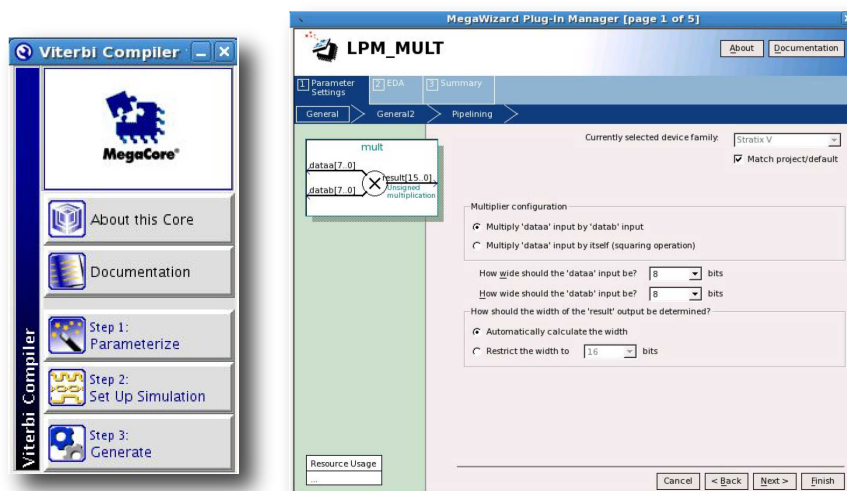 Viterbi Compiler
MegaCore®
About this Core
Documentation
Step 1:
Parameterize
Step 2:
Set Up Simulation
Step 3:
Generate
Viterbi Compiler
MegaWizard Plug-In Manager [page 1 of 5]
LPM_MULT
About
Documentation
1 Parameter
Settings
2 EDA
3 Summary
General
General2
Pipelining
Currently selected device family:
Stratix V
Match project/default
mult
dataa[7..0]
result[15..0]
datab[7..0]
Unsigned
multiplication
Multiplier configuration
Multiply 'dataa' input by 'datab' input
Multiply 'dataa' input by itself (squaring operation)
How wide should the 'dataa' input be? 8 bits
How wide should the 'datab' input be? 8 bits
How should the width of the 'result' output be determined?
Automatically calculate the width
Restrict the width to 16 bits
Resource Usage
...
Cancel
< Back
Next >
Finish